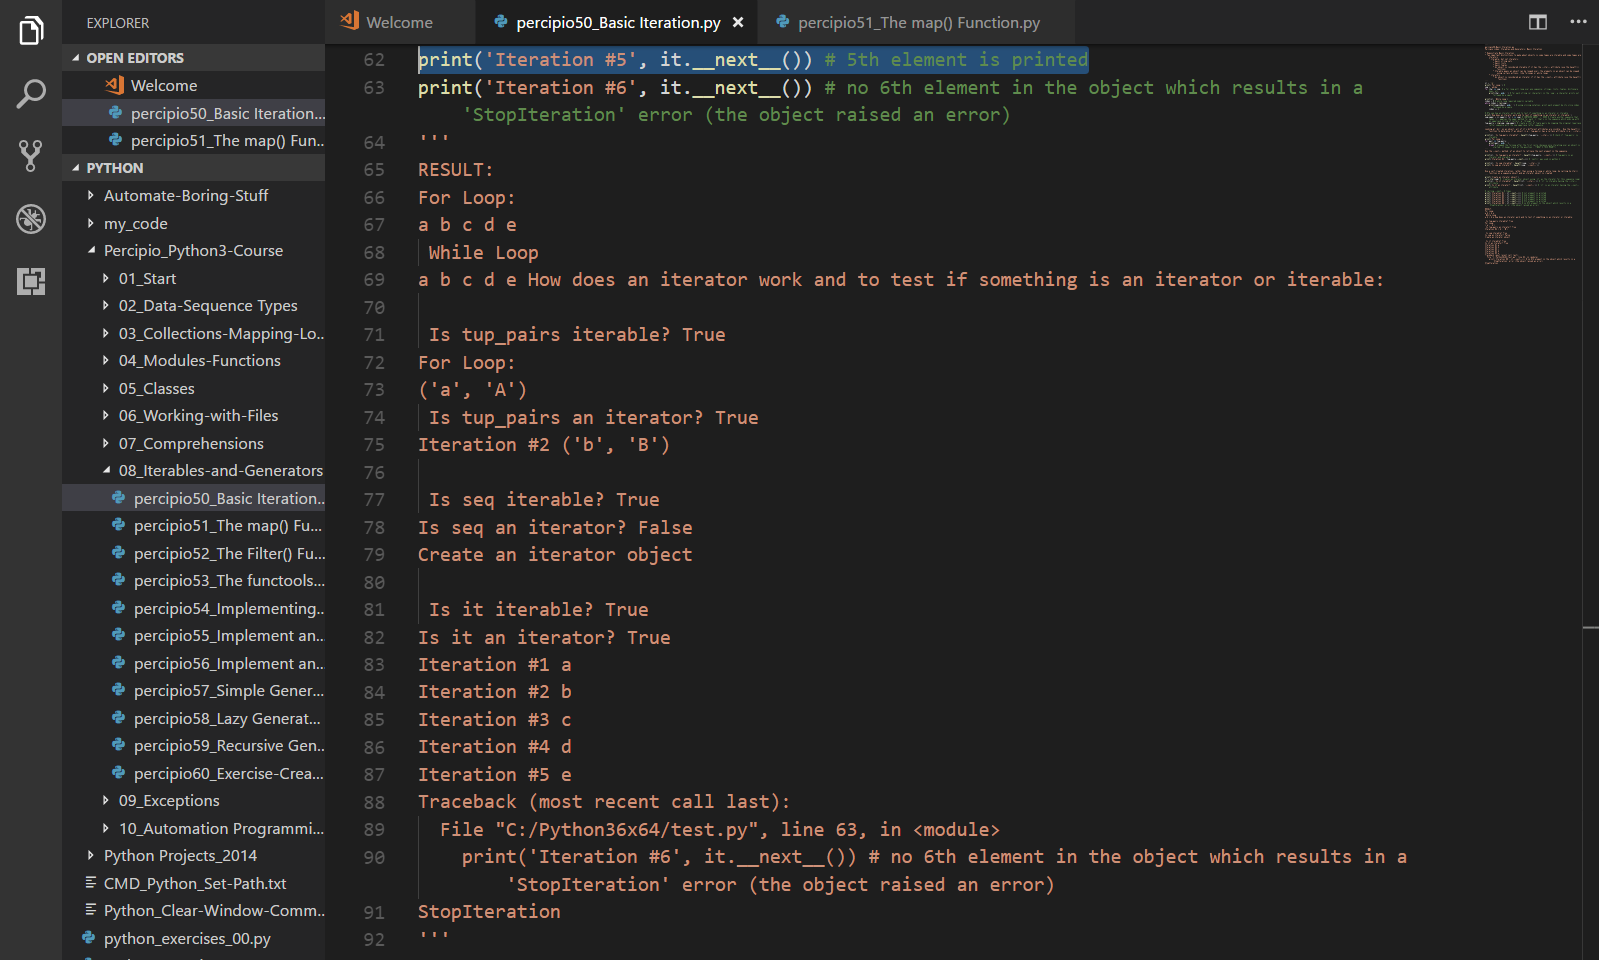 EXPLORER
OPEN EDITORS
Welcome
percipio50_Basic Iteration...
percipio51_The map() Fun...
PYTHON
Automate-Boring-Stuff
my_code
Percipio_Python3-Course
01_Start
02_Data-Sequence Types
03_Collections-Mapping-Lo...
04_Modules-Functions
05_Classes
06_Working-with-Files
07_Comprehensions
08_Iterables-and-Generators
percipio50_Basic Iteration...
percipio51_The map() Fu...
percipio52_The Filter() Fu...
percipio53_The functools...
percipio54_Implementing...
percipio55_Implement an...
percipio56_Implement an...
percipio57_Simple Gener...
percipio58_Lazy Generat...
percipio59_Recursive Gen...
percipio60_Exercise-Crea...
09_Exceptions
10_Automation Programmi...
Python Projects_2014
CMD_Python_Set-Path.txt
Python_Clear-Window-Comm...
python_exercises_00.py
Welcome
percipio50_Basic Iteration.py
percipio51_The map() Function.py
62 print('Iteration #5', it.__next__()) # 5th element is printed
63 print('Iteration #6', it.__next__()) # no 6th element in the object which results in a
'StopIteration' error (the object raised an error)
64 '''
65 RESULT:
66 For Loop:
67 a b c d e
68 While Loop
69 a b c d e How does an iterator work and to test if something is an iterator or iterable:
70
71 Is tup_pairs iterable? True
72 For Loop:
73 ('a', 'A')
74 Is tup_pairs an iterator? True
75 Iteration #2 ('b', 'B')
76
77 Is seq iterable? True
78 Is seq an iterator? False
79 Create an iterator object
80
81 Is it iterable? True
82 Is it an iterator? True
83 Iteration #1 a
84 Iteration #2 b
85 Iteration #3 c
86 Iteration #4 d
87 Iteration #5 e
88 Traceback (most recent call last):
89 File "C:/Python36x64/test.py", line 63, in <module>
90 print('Iteration #6', it.__next__()) # no 6th element in the object which results in a
'StopIteration' error (the object raised an error)
91 StopIteration
92 '''